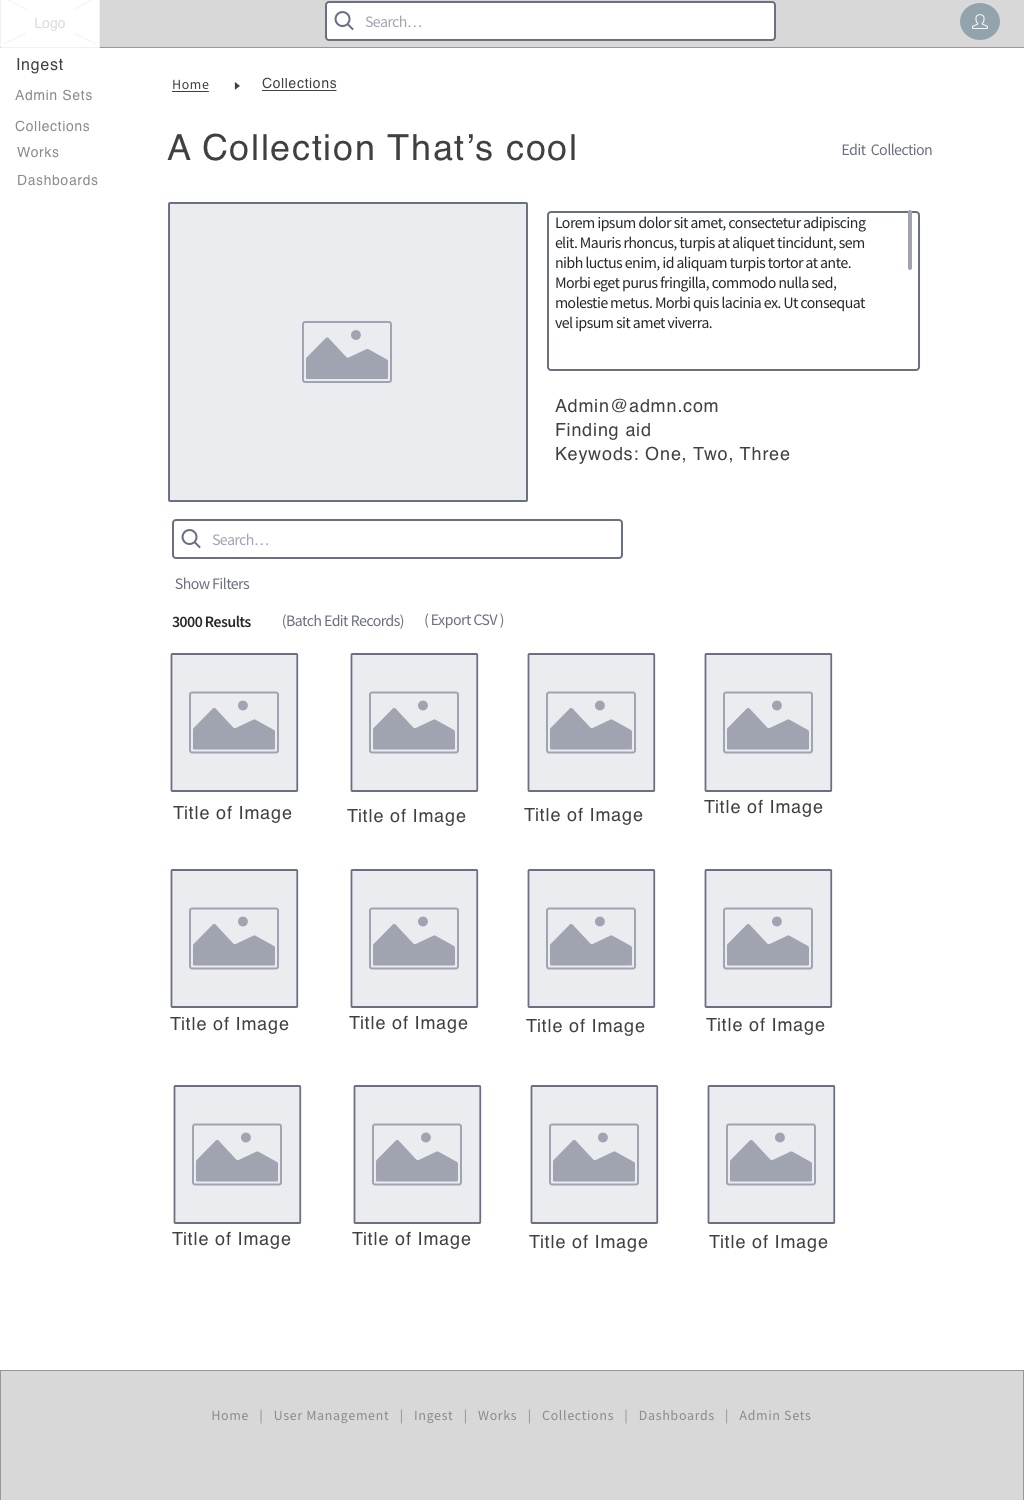 Logo
Search...
Ingest
Admin Sets
Collections
Works
Dashboards
Home
Collections
A Collection That's cool
Edit Collection
Lorem ipsum dolor sit amet, consectetur adipiscing
elit. Mauris rhoncus, turpis at aliquet tincidunt, sem
nibh luctus enim, id aliquam turpis tortor at ante.
Morbi eget purus fringilla, commodo nulla sed,
molestie metus. Morbi quis lacinia ex. Ut consequat
vel ipsum sit amet viverra.
Admin@admn.com
Finding aid
Keywods: One, Two, Three
Search...
Show Filters
3000 Results (Batch Edit Records) ( Export CSV )
Title of Image Title of Image Title of Image Title of Image
Title of Image Title of Image Title of Image Title of Image
Title of Image Title of Image Title of Image Title of Image
Home | User Management | Ingest | Works | Collections | Dashboards | Admin Sets